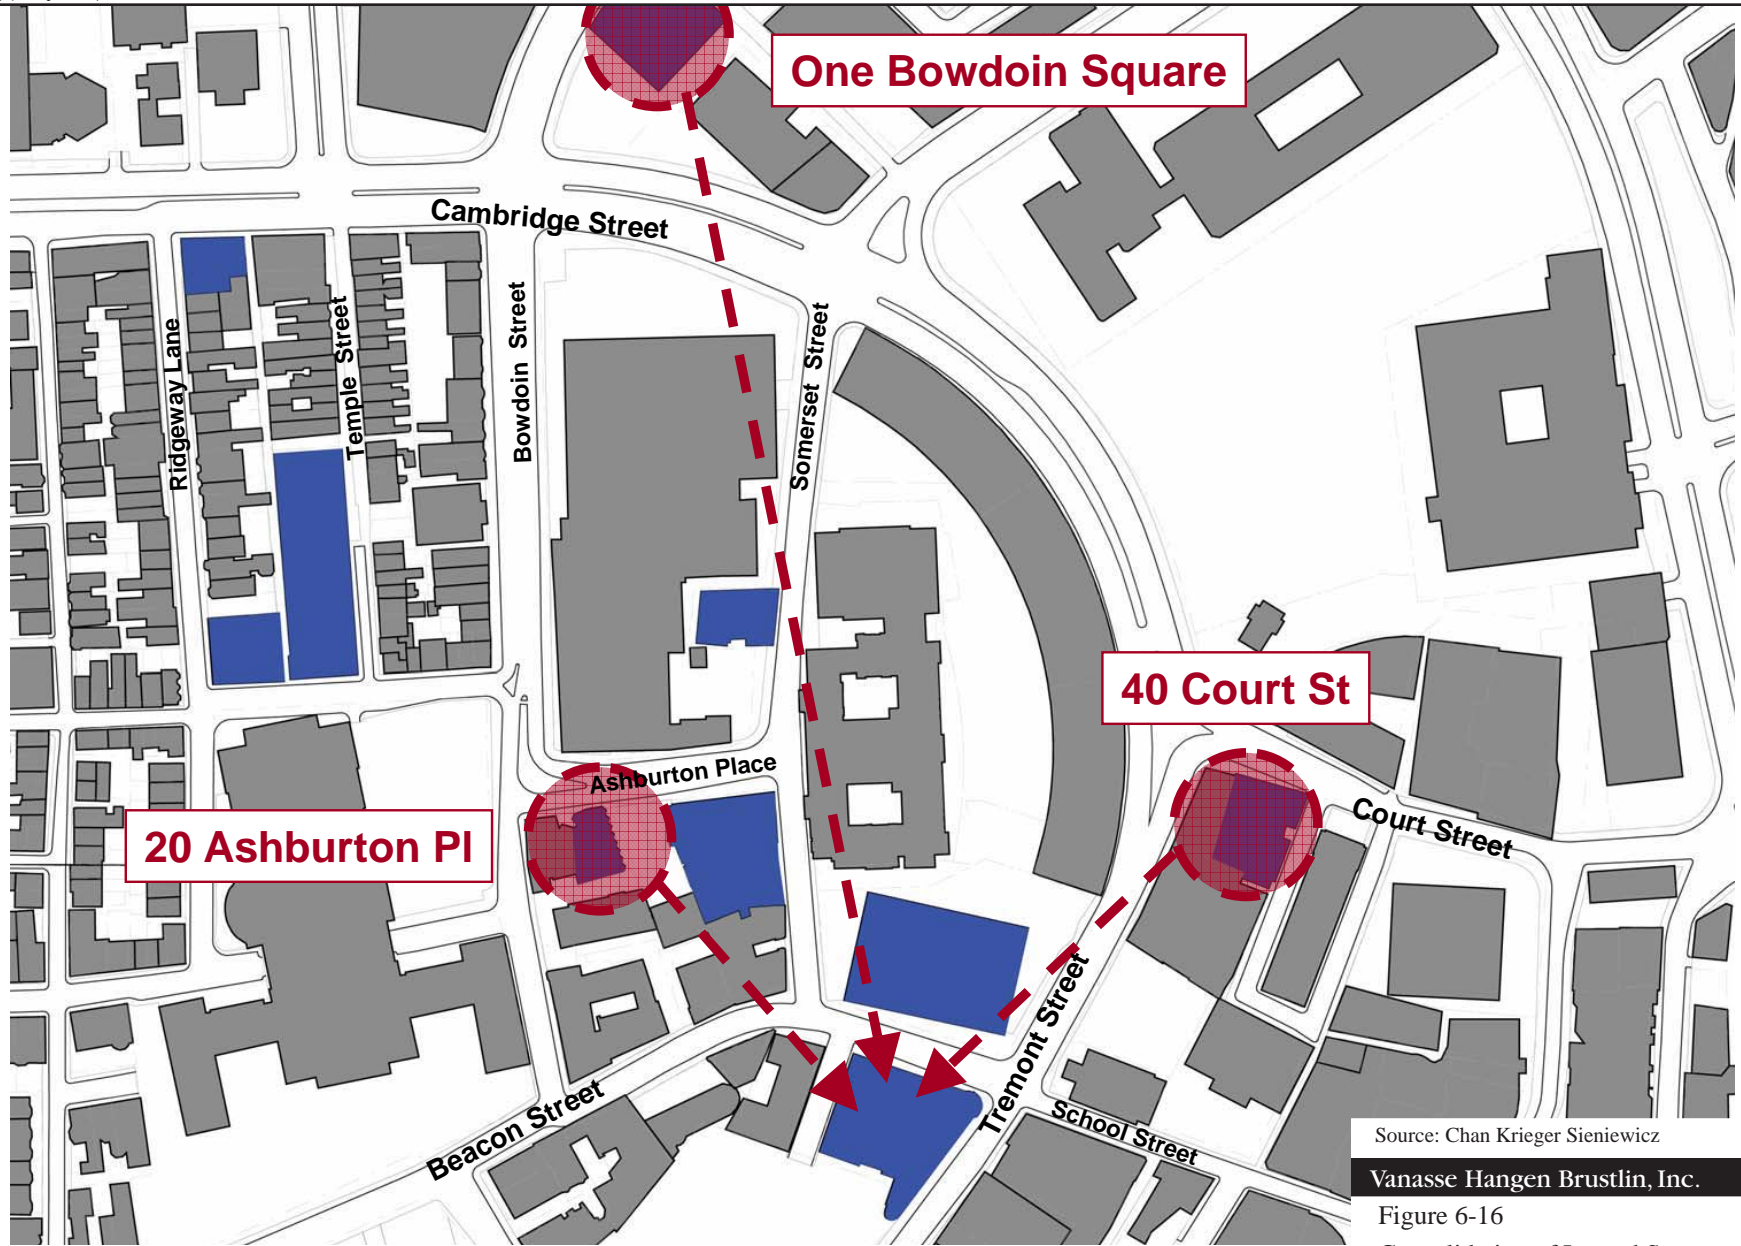 One Bowdoin Square
Cambridge Street
Ridgeway Lane
Temple Street
Bowdoin Street
Somerset Street
40 Court St
Ashburton Place
20 Ashburton Pl
Court Street
Tremont Street
Beacon Street
School Street
Source: Chan Krieger Sieniewicz
Vanasse Hangen Brustlin, Inc.
Figure 6-16